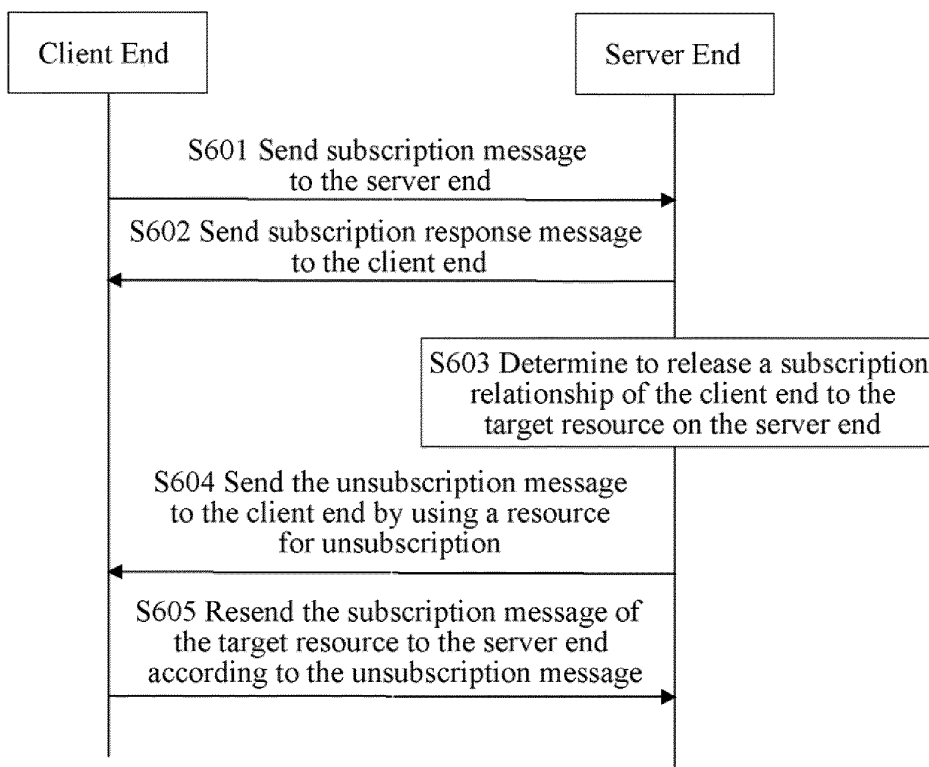 Client End
Server End
S601 Send subscription message
to the server end
S602 Send subscription response message
to the client end
S603 Determine to release a subscription
relationship of the client end to the
target resource on the server end
S604 Send the unsubscription message
to the client end by using a resource
for unsubscription
S605 Resend the subscription message of
the target resource to the server end
according to the unsubscription message